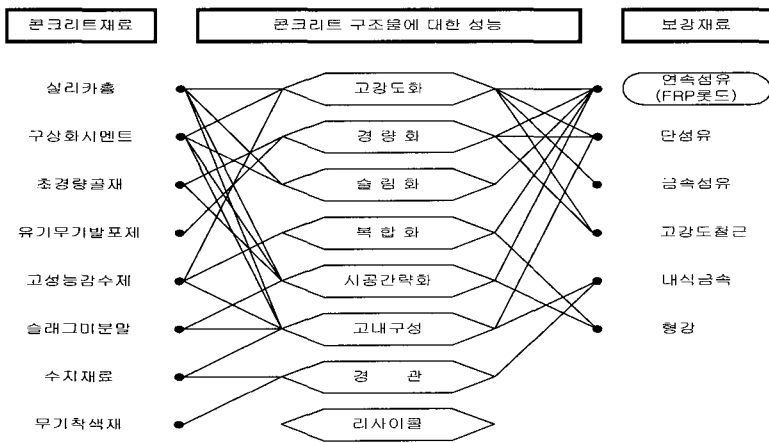 콘크리트재료
콘크리트 구조물에 대한 성능
보강재료
실리카흄
고강도화
연속섬유
(FRP롯드)
구상화시멘트
경량화
단섬유
초경량골재
슬림화
금속섬유
유기무기발포제
복합화
고강도철근
고성능감수제
시공간략화
내식금속
슬래그미분말
고내구성
형강
수지재료
경 관
무기착색재
리사이클